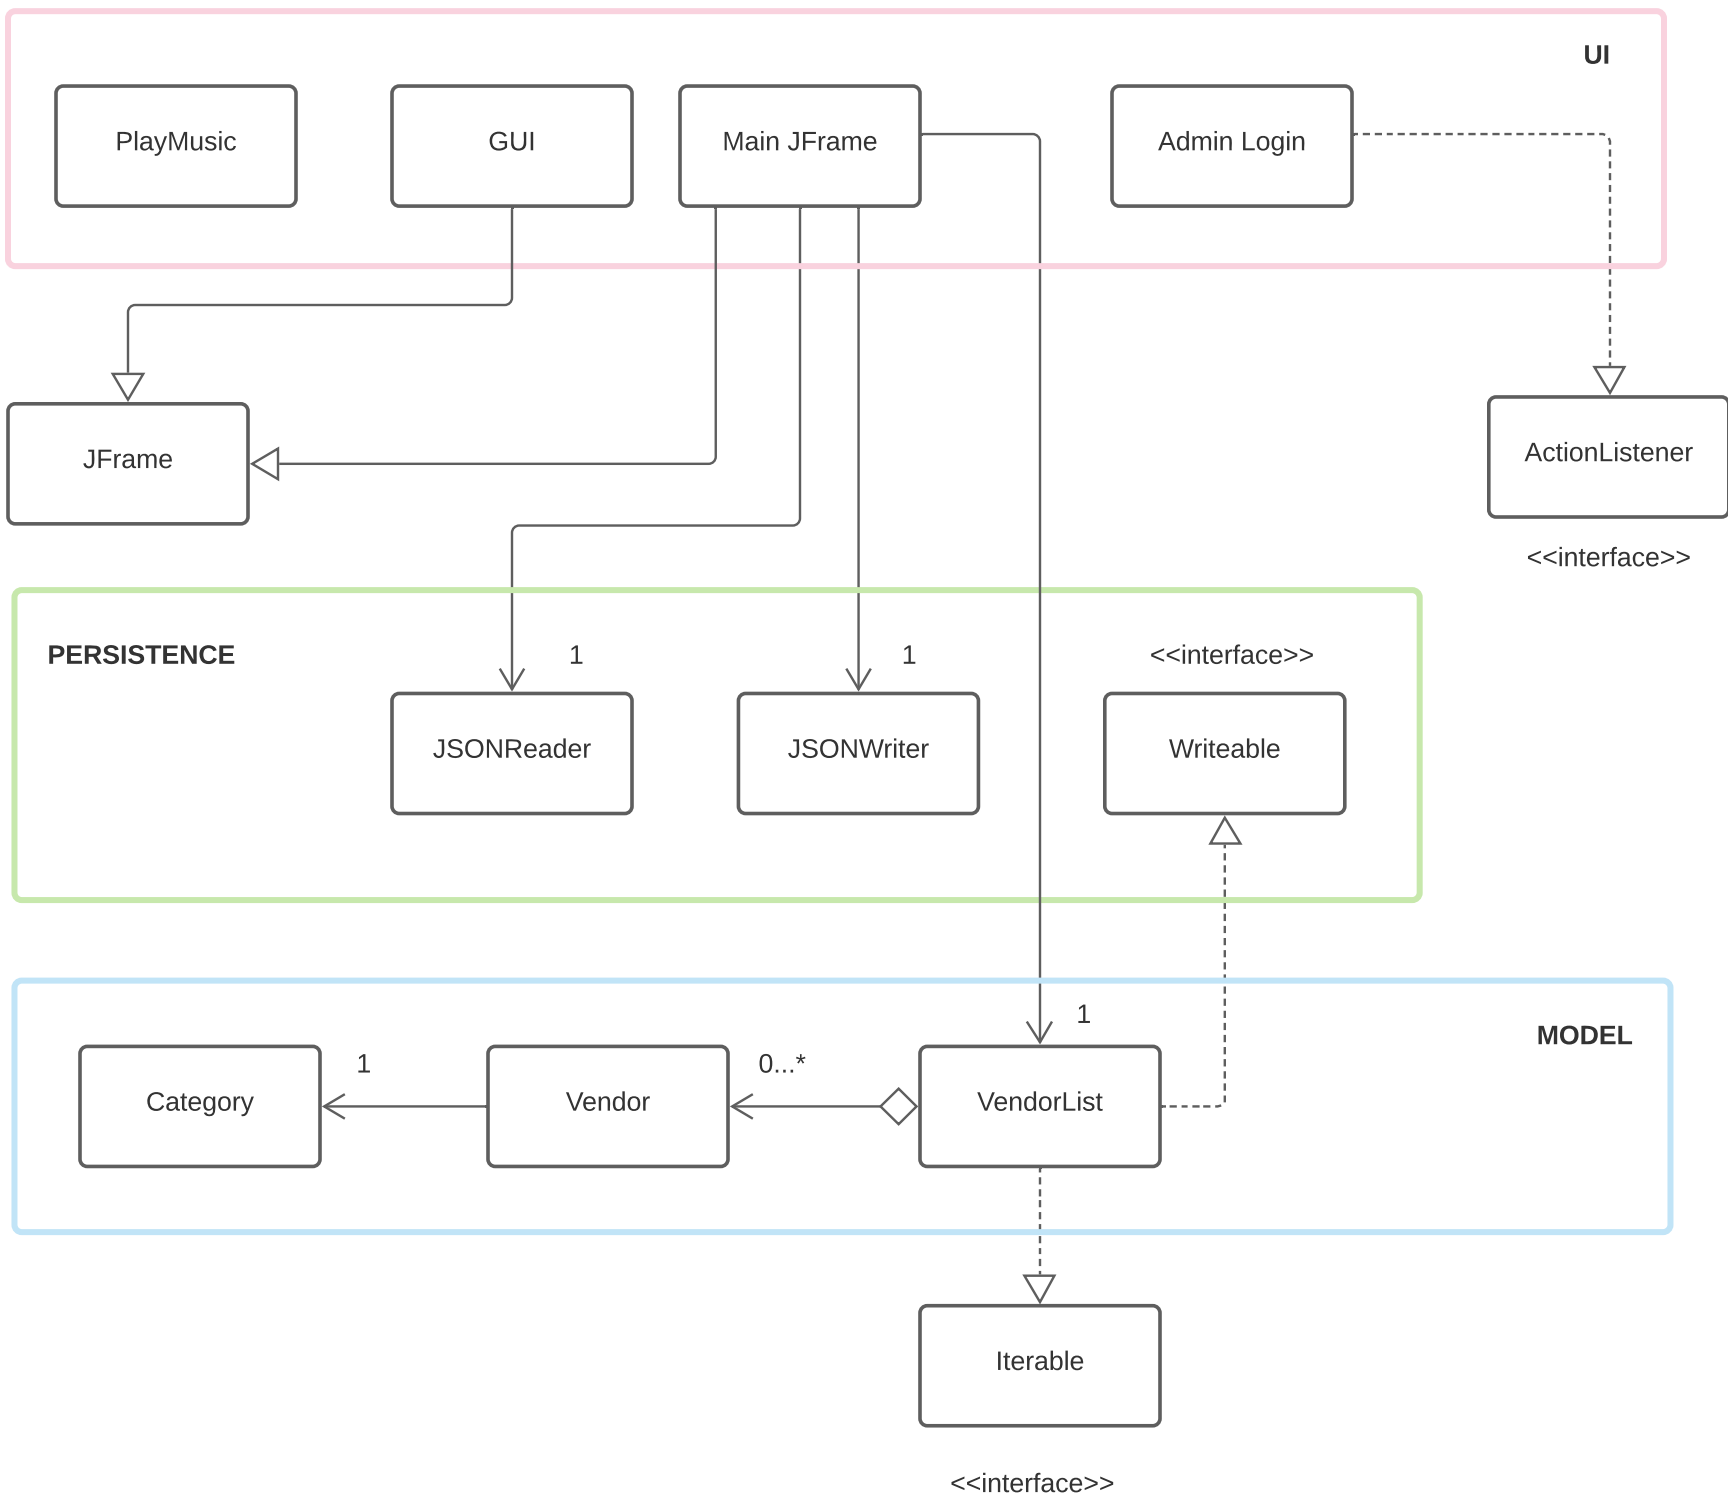 UI
PlayMusic
GUI
Main JFrame
Admin Login
JFrame
ActionListener
<<interface>>
PERSISTENCE
1
1
<<interface>>
JSONReader
JSONWriter
Writeable
1
MODEL
1
0...*
Category
Vendor
VendorList
Iterable
<<interface>>